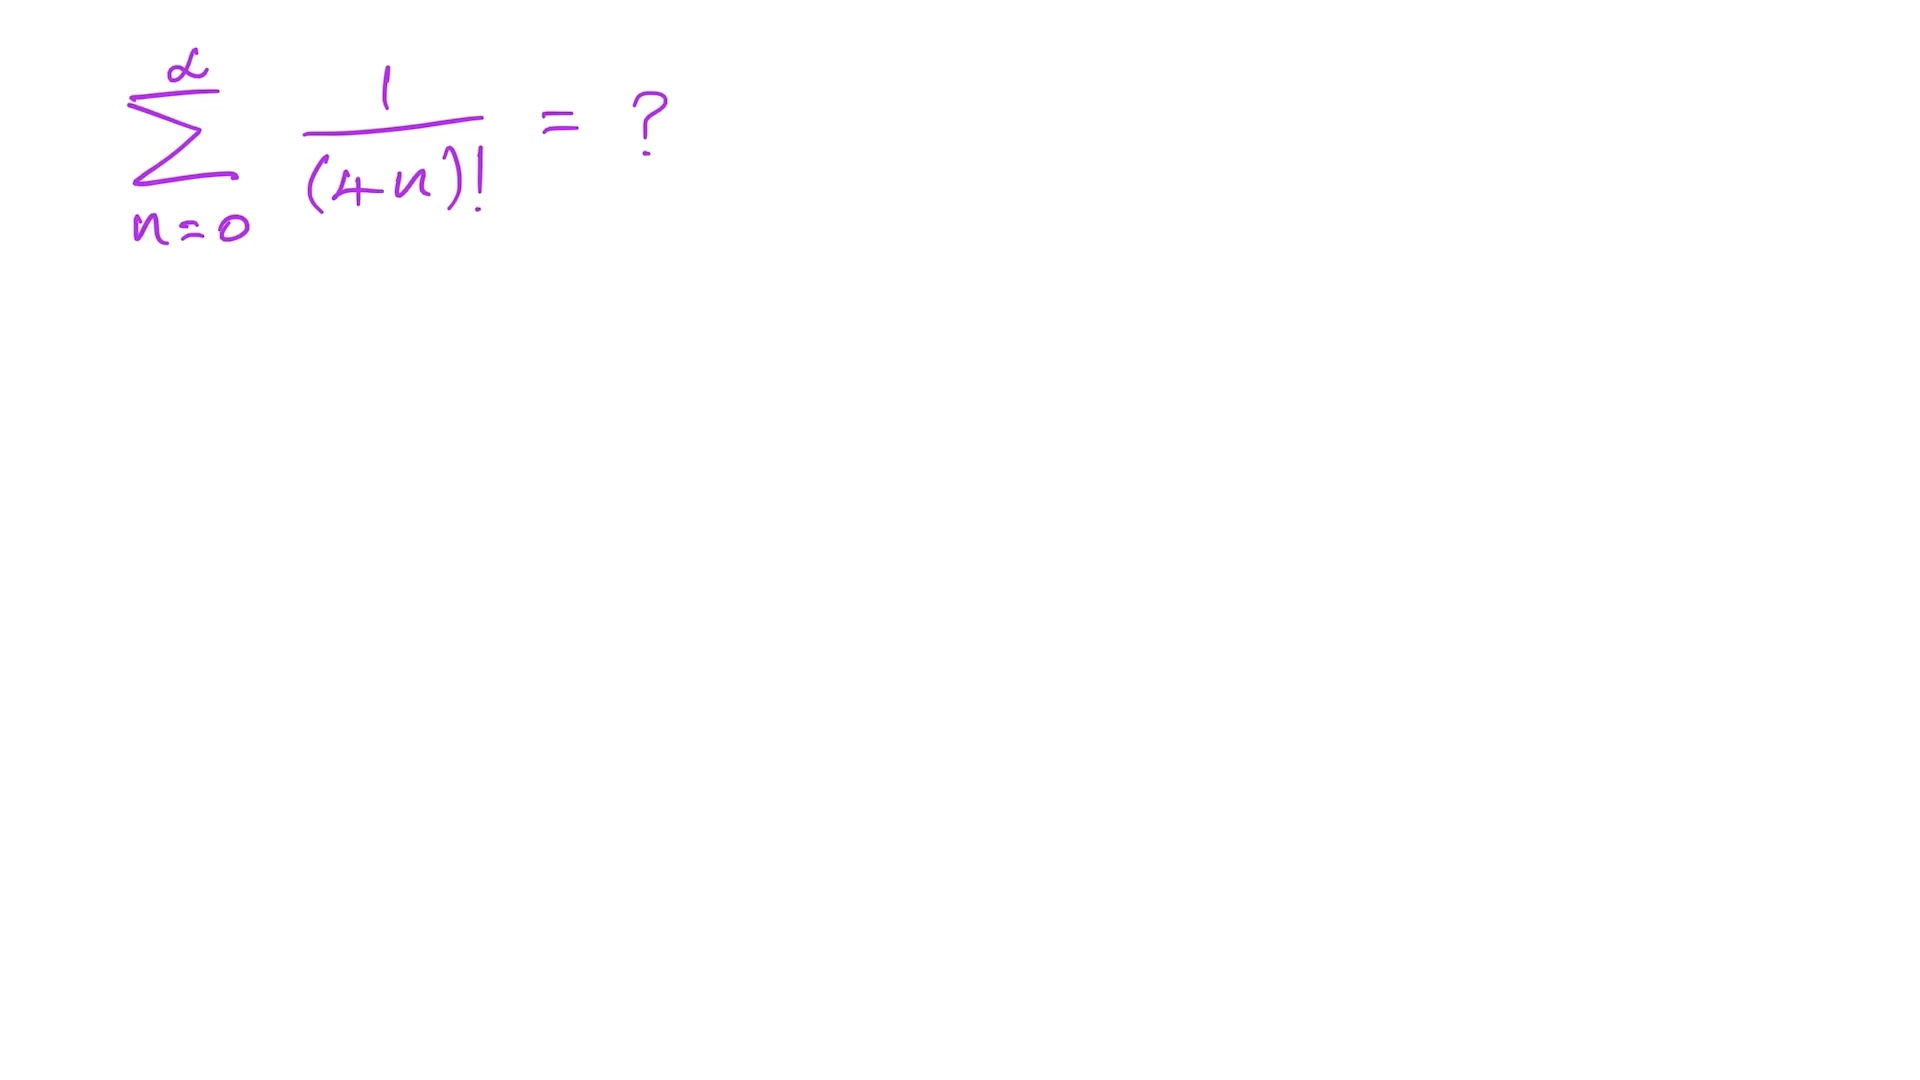 ∑_{n=0}^{∝} 1/(4n)! = ?